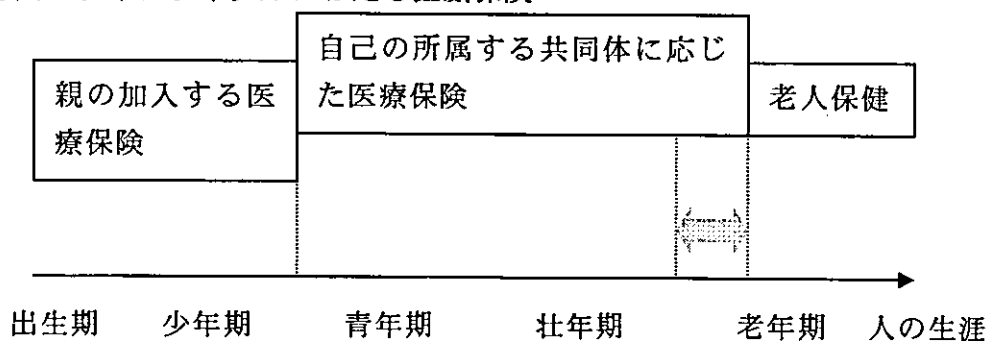 自己の所属する共同体に応じ
た医療保険
親の加入する医
療保険
老人保健
出生期 少年期 青年期 壮年期 老年期 人の生涯